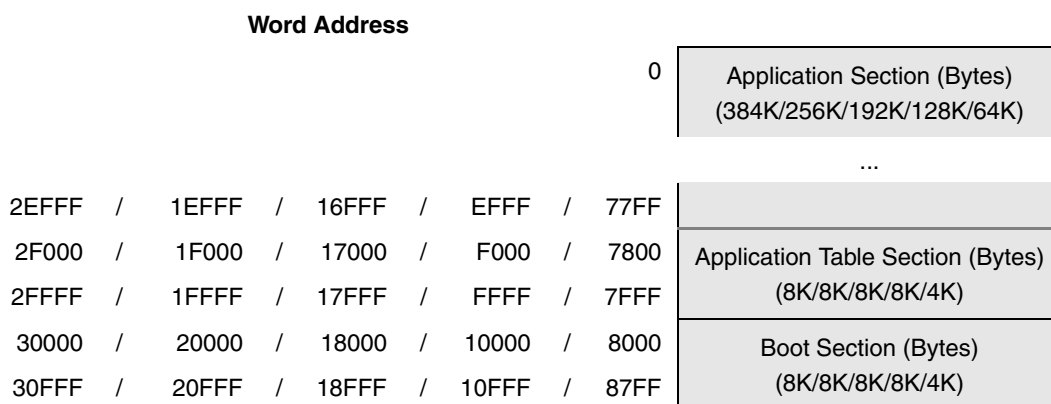 Word Address
0 Application Section (Bytes)
(384K/256K/192K/128K/64K)
...
2EFFF / 1EFFF / 16FFF / EFFF / 77FF
2F000 / 1F000 / 17000 / F000 / 7800 Application Table Section (Bytes)
2FFFF / 1FFFF / 17FFF / FFFF / 7FFF (8K/8K/8K/8K/4K)
30000 / 20000 / 18000 / 10000 / 8000 Boot Section (Bytes)
30FFF / 20FFF / 18FFF / 10FFF / 87FF (8K/8K/8K/8K/4K)